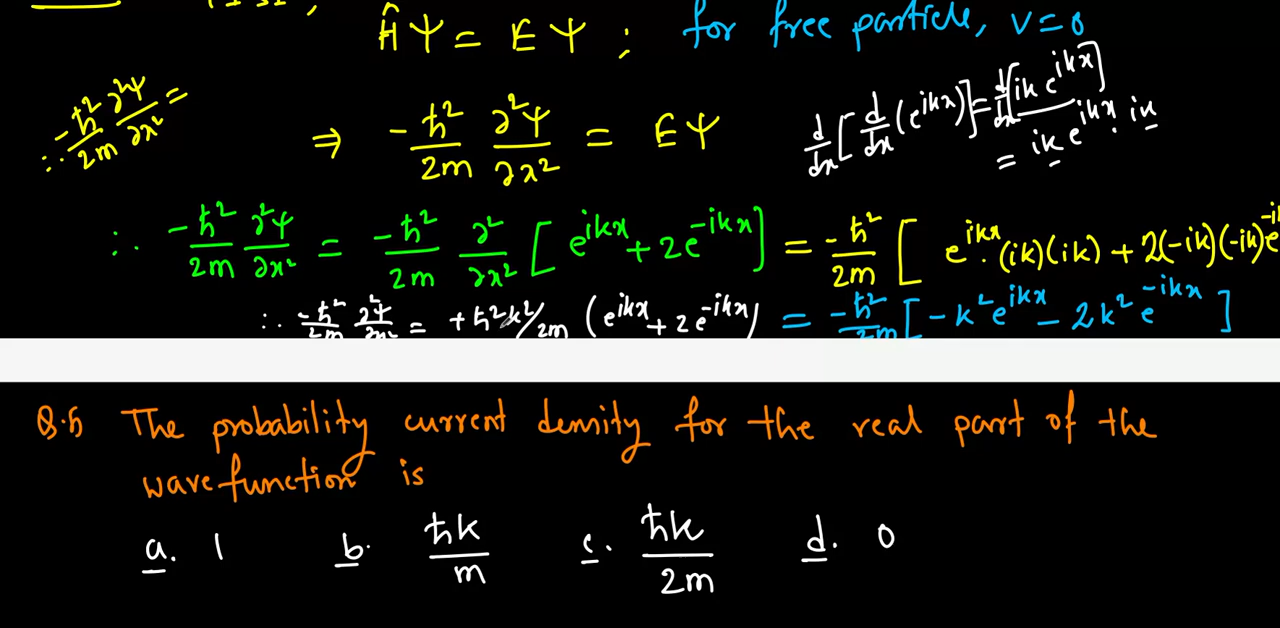 ĤΨ = EΨ ; for free particle, V=0
∴ -ħ²/2m ∂²Ψ/∂x² =
⇒ -ħ²/2m ∂²Ψ/∂x² = EΨ
d/dx [d/dx (e^{ikx})] = d/dx [ik e^{ikx}]
= ik e^{ikx} . ik
∴ -ħ²/2m ∂²Ψ/∂x² = -ħ²/2m ∂²/∂x² [e^{ikx} + 2e^{-ikx}] = -ħ²/2m [e^{ikx} . (ik)(ik) + 2(-ik)(-ik)e
∴ -ħ²/2m ∂²Ψ/∂x² = +ħ²k²/2m (e^{ikx} + 2e^{-ikx}) = -ħ²/2m [-k²e^{ikx} - 2k²e^{-ikx}]
Q.5 The probability current density for the real part of the
wavefunction is
a. 1 b. ħk/m c. ħk/2m d. 0